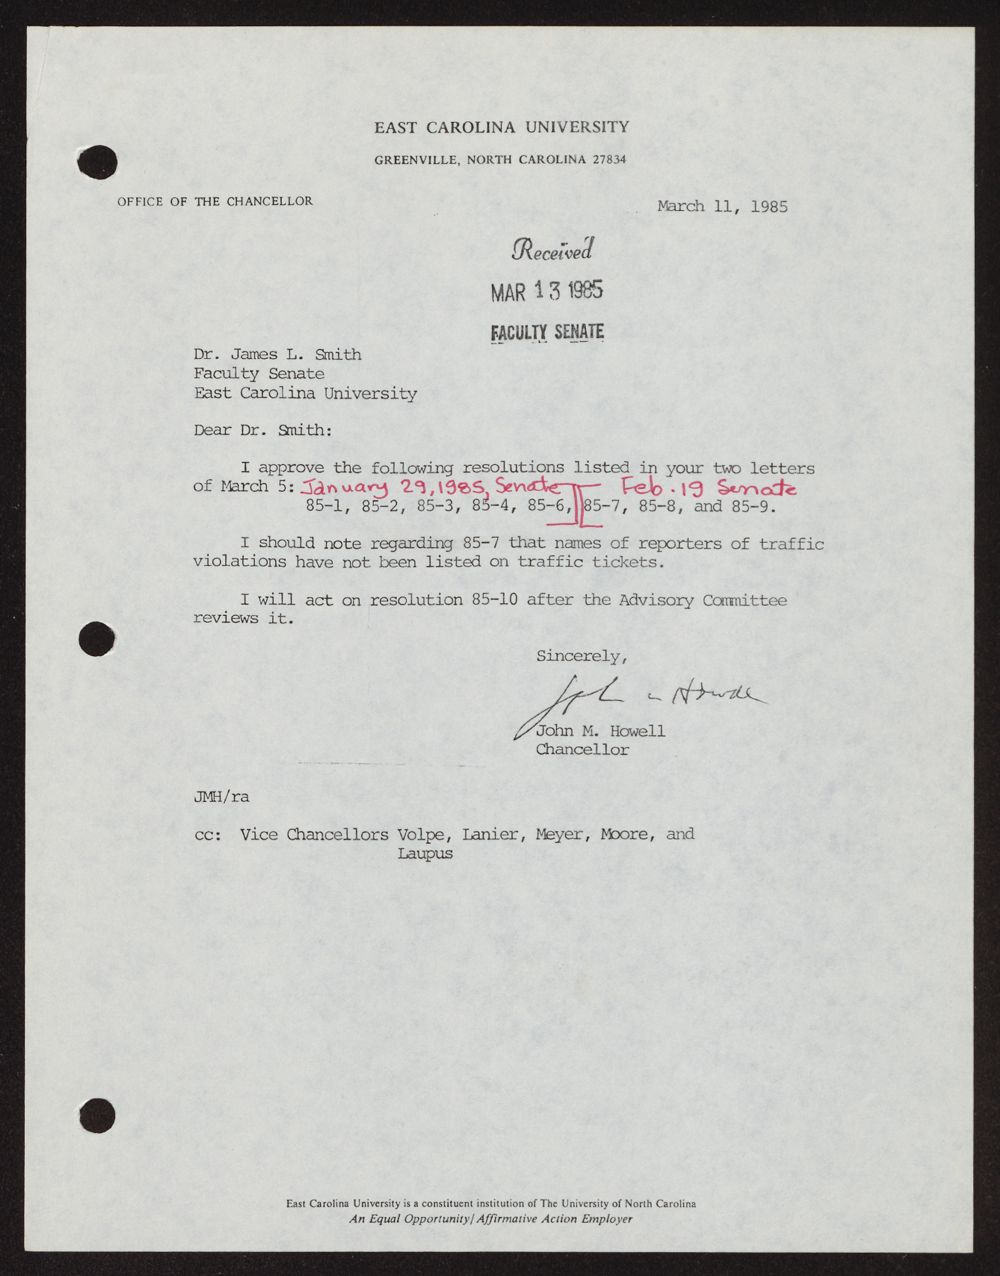 EAST CAROLINA UNIVERSITY
GREENVILLE, NORTH CAROLINA 27834
OFFICE OF THE CHANCELLOR
March 11, 1985
Received
MAR 13 1985
FACULTY SENATE
Dr. James L. Smith
Faculty Senate
East Carolina University
Dear Dr. Smith:
I approve the following resolutions listed in your two letters
of March 5: January 29, 1985, Senate Feb. 19 Senate
85-1, 85-2, 85-3, 85-4, 85-6, 85-7, 85-8, and 85-9.
I should note regarding 85-7 that names of reporters of traffic
violations have not been listed on traffic tickets.
I will act on resolution 85-10 after the Advisory Committee
reviews it.
Sincerely,
John M. Howell
John M. Howell
Chancellor
JMH/ra
cc: Vice Chancellors Volpe, Lanier, Meyer, Moore, and
Laupus
East Carolina University is a constituent institution of The University of North Carolina
An Equal Opportunity/Affirmative Action Employer